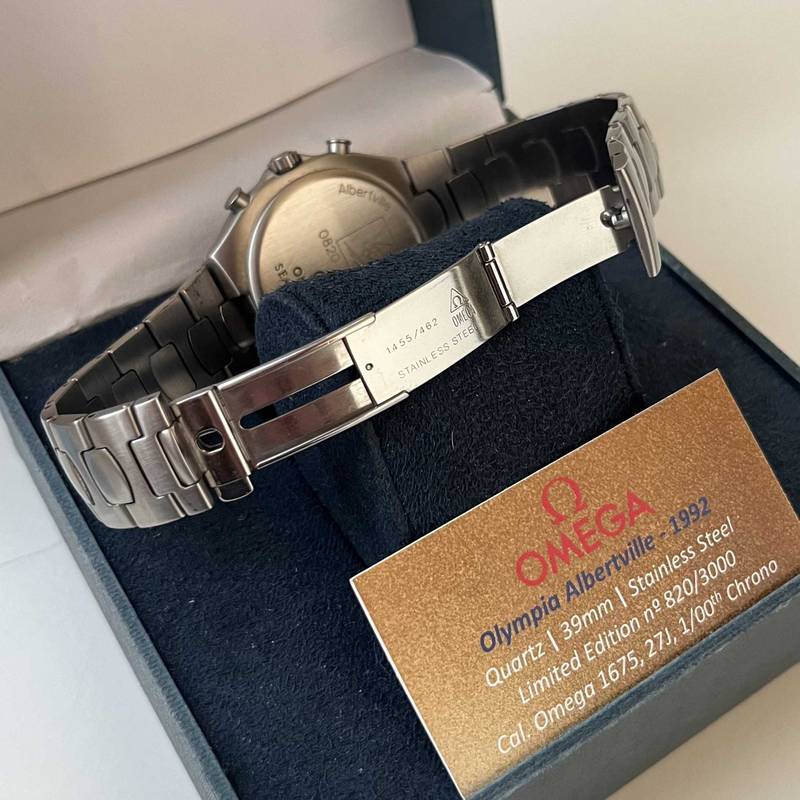 Albertville
0820
1455/462
OMEGA
STAINLESS STEEL
Ω
OMEGA
Olympia Albertville - 1992
Quartz | 39mm | Stainless Steel
Limited Edition nº 820/3000
Cal. Omega 1675, 27J, 1/00th Chrono